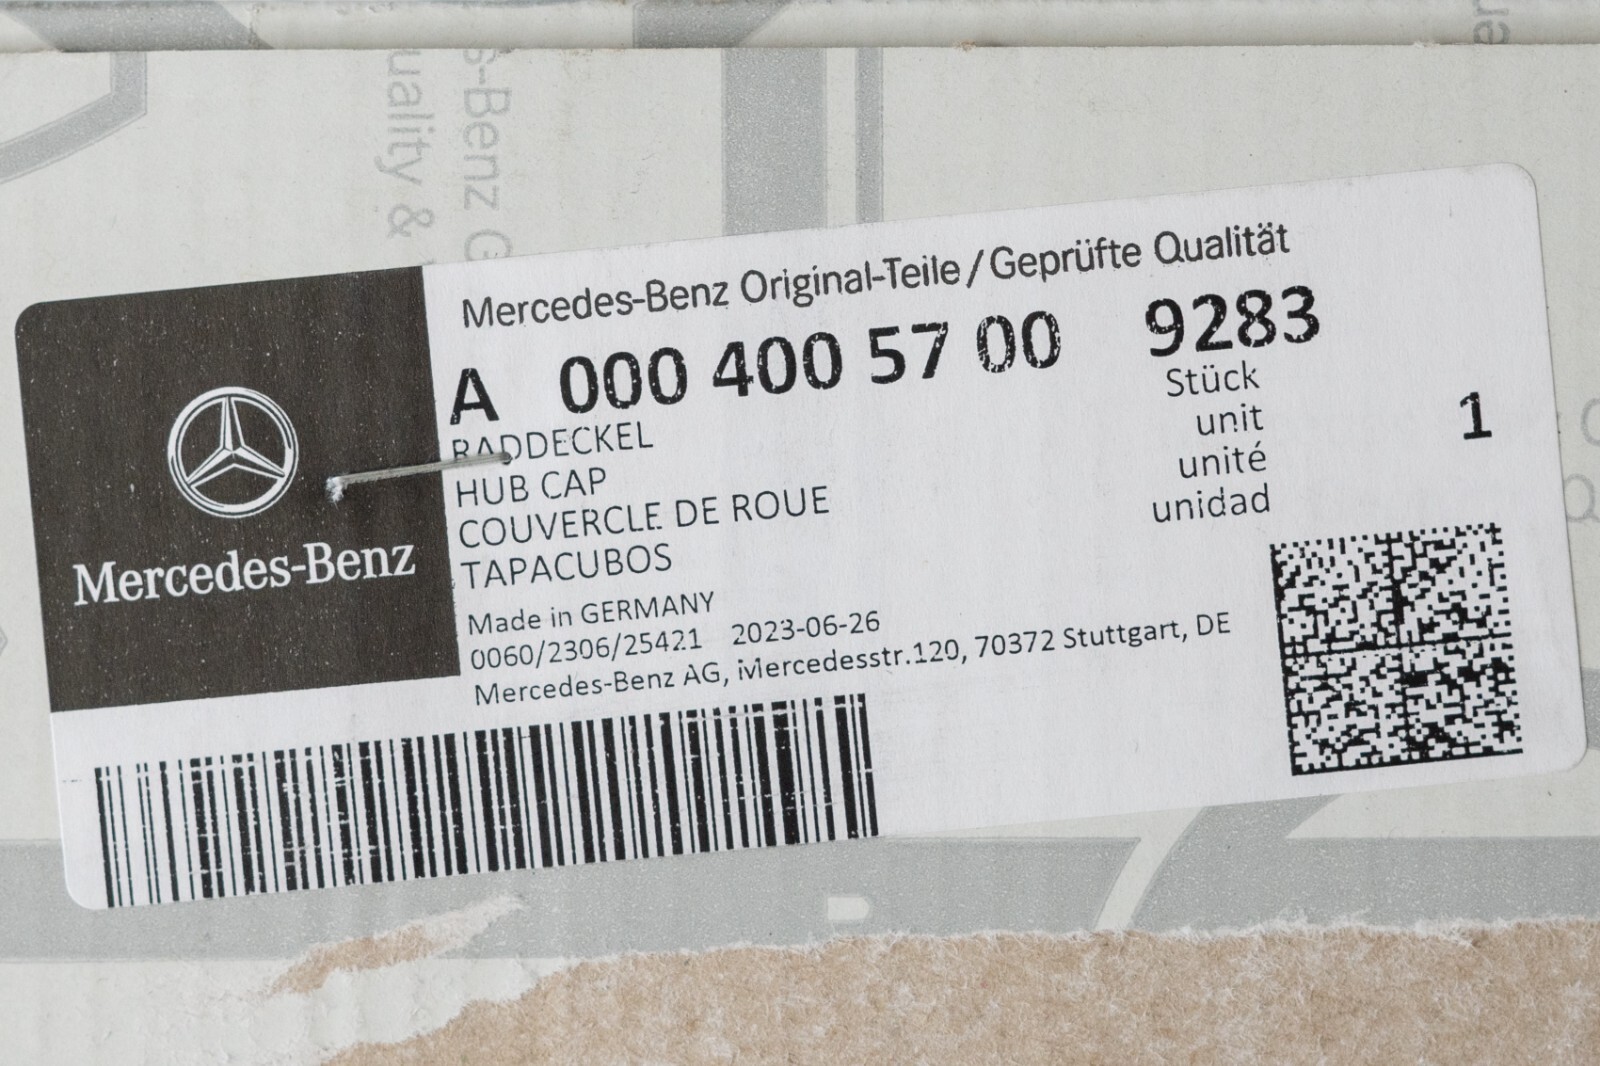 s-Benz G
uality &
Mercedes-Benz
Mercedes-Benz Original-Teile/Geprüfte Qualität
A 000 400 57 00 9283
RADDECKEL
HUB CAP
COUVERCLE DE ROUE
TAPACUBOS
Stück
unit
unité
unidad
1
Made in GERMANY
0060/2306/25421 2023-06-26
Mercedes-Benz AG, Mercedesstr.120, 70372 Stuttgart, DE